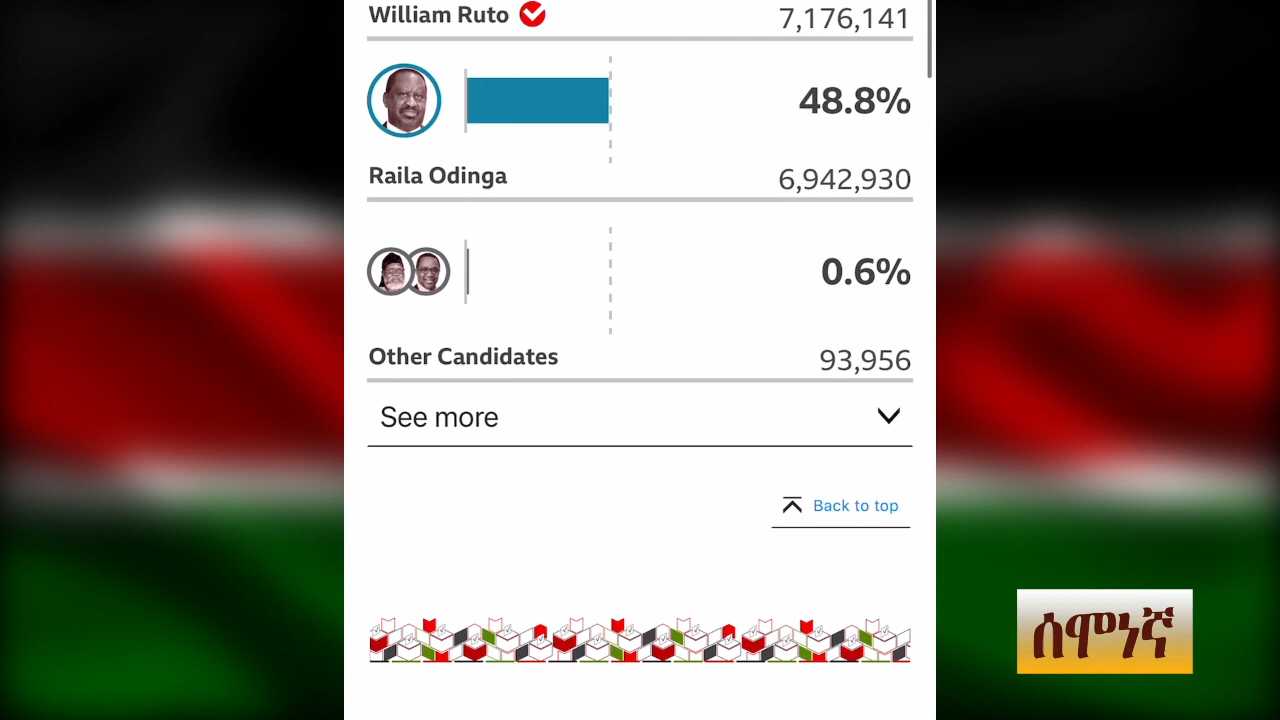 William Ruto
7,176,141
48.8%
Raila Odinga
6,942,930
0.6%
Other Candidates
93,956
See more
Back to top
ሰሞነኛ